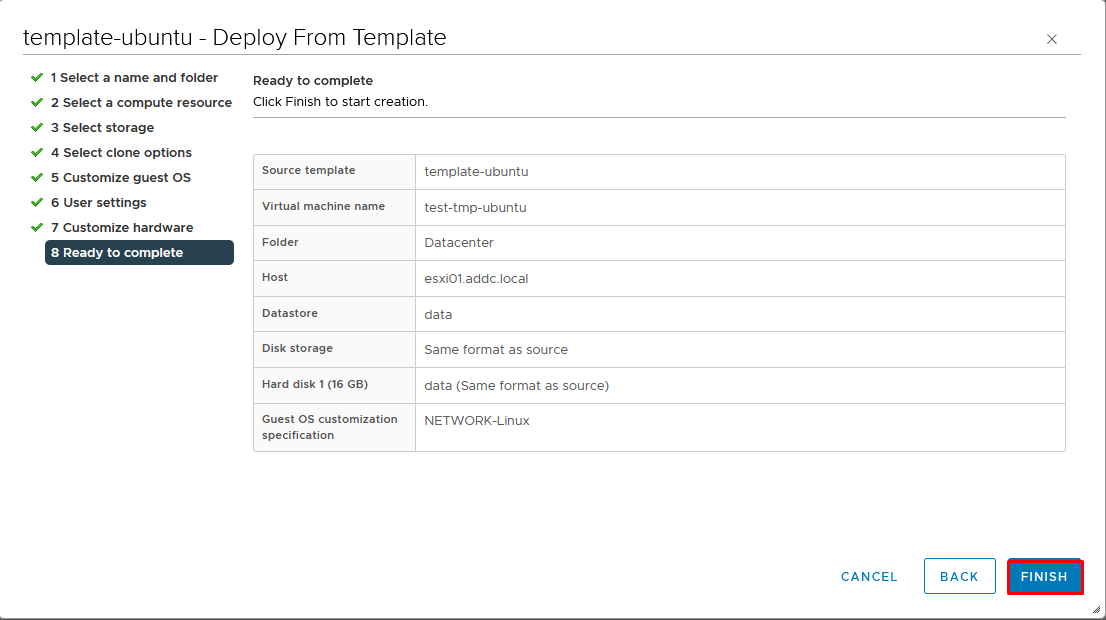 template-ubuntu - Deploy From Template
1 Select a name and folder
2 Select a compute resource
3 Select storage
4 Select clone options
5 Customize guest OS
6 User settings
7 Customize hardware
8 Ready to complete
Ready to complete
Click Finish to start creation.
Source template
template-ubuntu
Virtual machine name
test-tmp-ubuntu
Folder
Datacenter
Host
esxi01.addc.local
Datastore
data
Disk storage
Same format as source
Hard disk 1 (16 GB)
data (Same format as source)
Guest OS customization
specification
NETWORK-Linux
CANCEL
BACK
FINISH